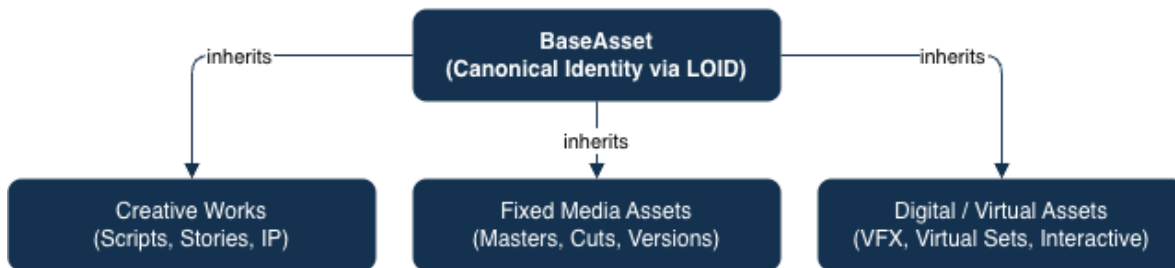 BaseAsset
(Canonical Identity via LOID)
inherits
inherits
inherits
Creative Works
(Scripts, Stories, IP)
Fixed Media Assets
(Masters, Cuts, Versions)
Digital / Virtual Assets
(VFX, Virtual Sets, Interactive)